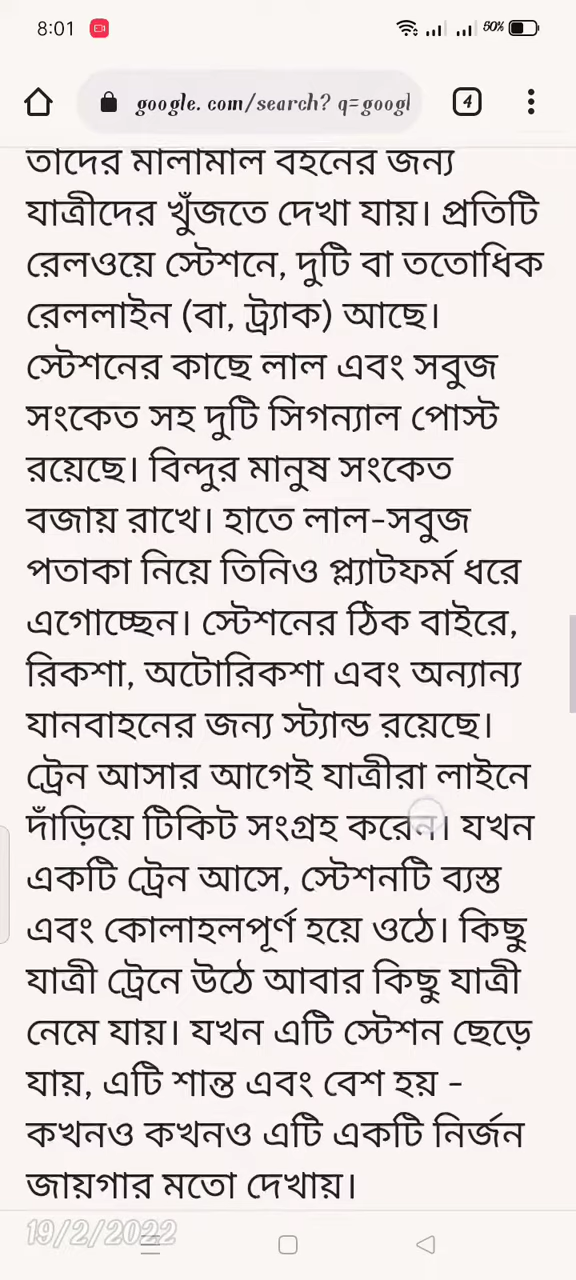 8:01
50%
google. com/search? q=googl
4
তাদের মালামাল বহনের জন্য
যাত্রীদের খুঁজতে দেখা যায়। প্রতিটি
রেলওয়ে স্টেশনে, দুটি বা ততোধিক
রেললাইন (বা, ট্র্যাক) আছে।
স্টেশনের কাছে লাল এবং সবুজ
সংকেত সহ দুটি সিগন্যাল পোস্ট
রয়েছে। বিন্দুর মানুষ সংকেত
বজায় রাখে। হাতে লাল-সবুজ
পতাকা নিয়ে তিনিও প্ল্যাটফর্ম ধরে
এগোচ্ছেন। স্টেশনের ঠিক বাইরে,
রিকশা, অটোরিকশা এবং অন্যান্য
যানবাহনের জন্য স্ট্যান্ড রয়েছে।
ট্রেন আসার আগেই যাত্রীরা লাইনে
দাঁড়িয়ে টিকিট সংগ্রহ করেন। যখন
একটি ট্রেন আসে, স্টেশনটি ব্যস্ত
এবং কোলাহলপূর্ণ হয়ে ওঠে। কিছু
যাত্রী ট্রেনে উঠে আবার কিছু যাত্রী
নেমে যায়। যখন এটি স্টেশন ছেড়ে
যায়, এটি শান্ত এবং বেশ হয় -
কখনও কখনও এটি একটি নির্জন
জায়গার মতো দেখায়।
19/2/2022